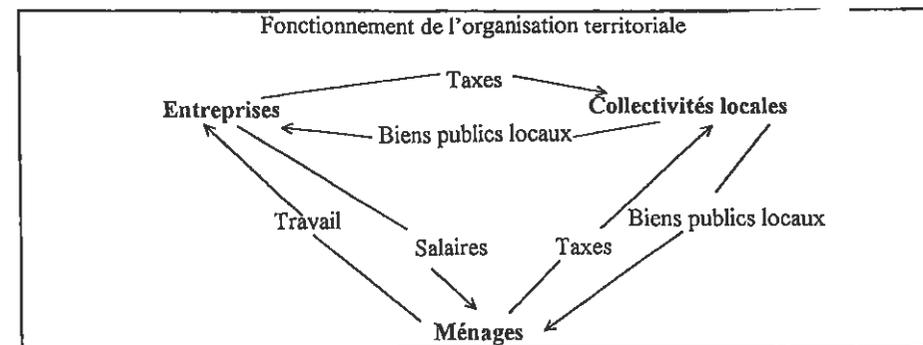 Fonctionnement de l'organisation territoriale
Taxes
Entreprises
Collectivités locales
Biens publics locaux
Travail
Biens publics locaux
Salaires
Taxes
Ménages